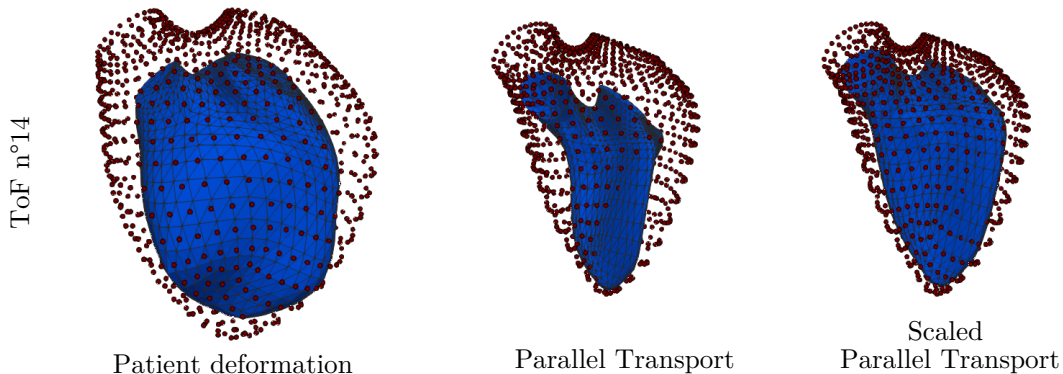 ToF n°14
Patient deformation
Parallel Transport
Scaled
Parallel Transport